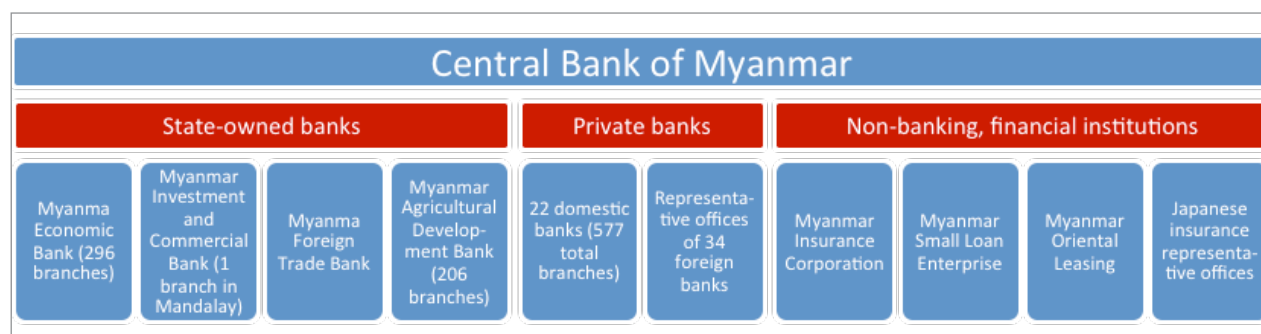 Central Bank of Myanmar
State-owned banks
Private banks
Non-banking, financial institutions
Myanma
Economic
Bank (296
branches)
Myanmar
Investment
and
Commercial
Bank (1
branch in
Mandalay)
Myanma
Foreign
Trade Bank
Myanmar
Agricultural
Develop-
ment Bank
(206
branches)
22 domestic
banks (577
total
branches)
Representa-
tive offices
of 34
foreign
banks
Myanmar
Insurance
Corporation
Myanmar
Small Loan
Enterprise
Myanmar
Oriental
Leasing
Japanese
insurance
representa-
tive offices